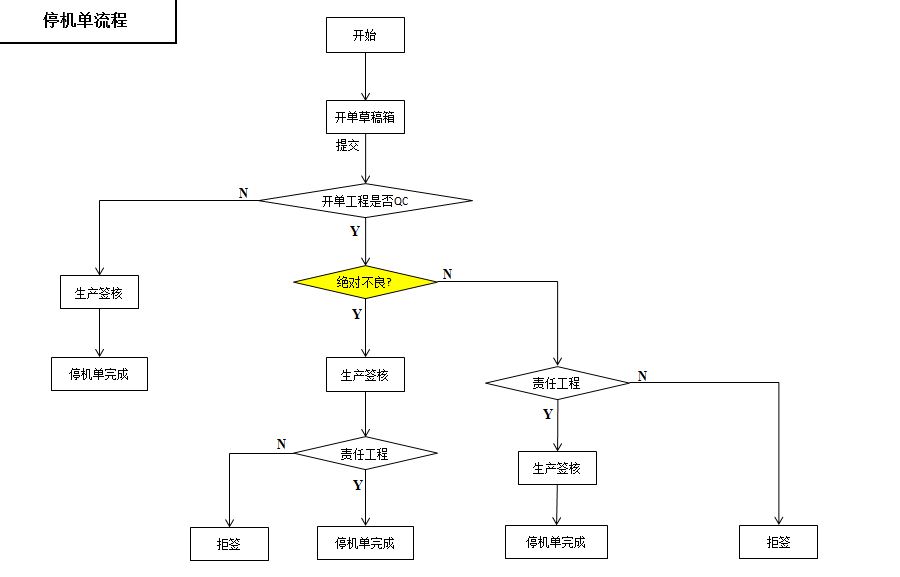 停机单流程
开始
开单草稿箱
提交
开单工程是否QC
N
Y
绝对不良?
N
Y
生产签核
停机单完成
生产签核
责任工程
N
Y
责任工程
N
Y
生产签核
拒签
停机单完成
停机单完成
拒签